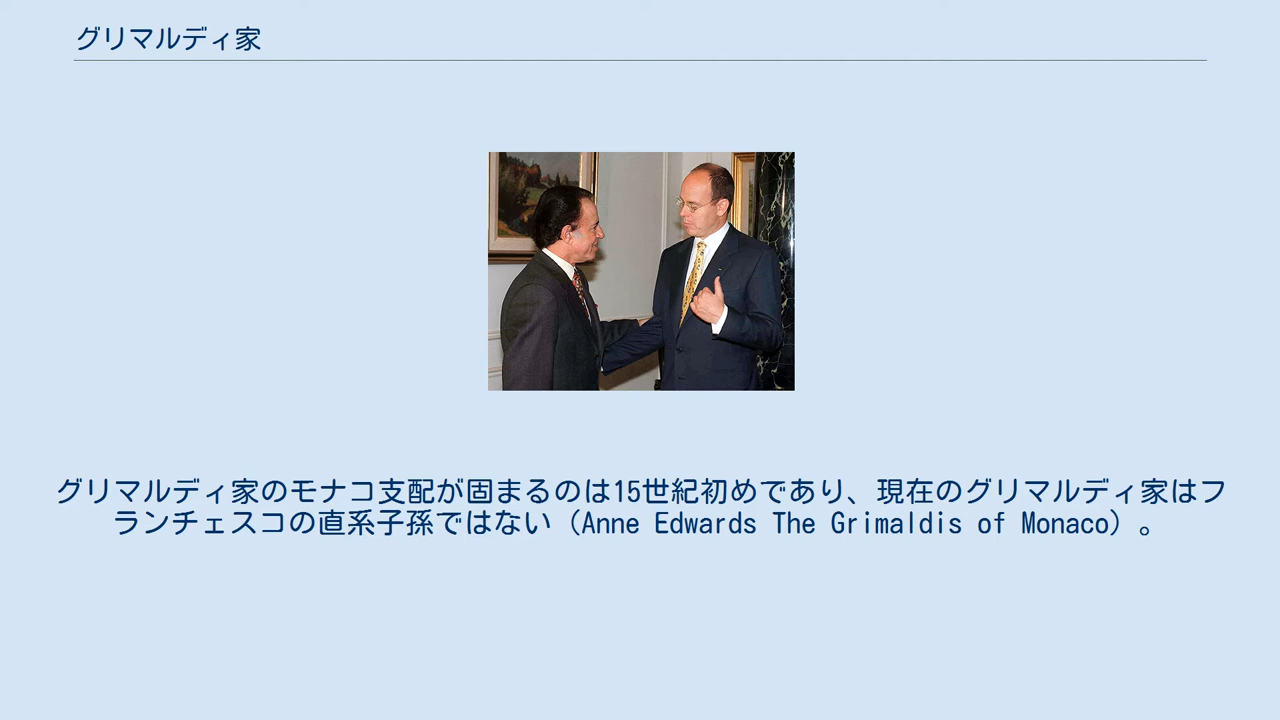 グリマルディ家
グリマルディ家のモナコ支配が固まるのは15世紀初めであり、現在のグリマルディ家はフ
ランチェスコの直系子孫ではない（Anne Edwards The Grimaldis of Monaco）。